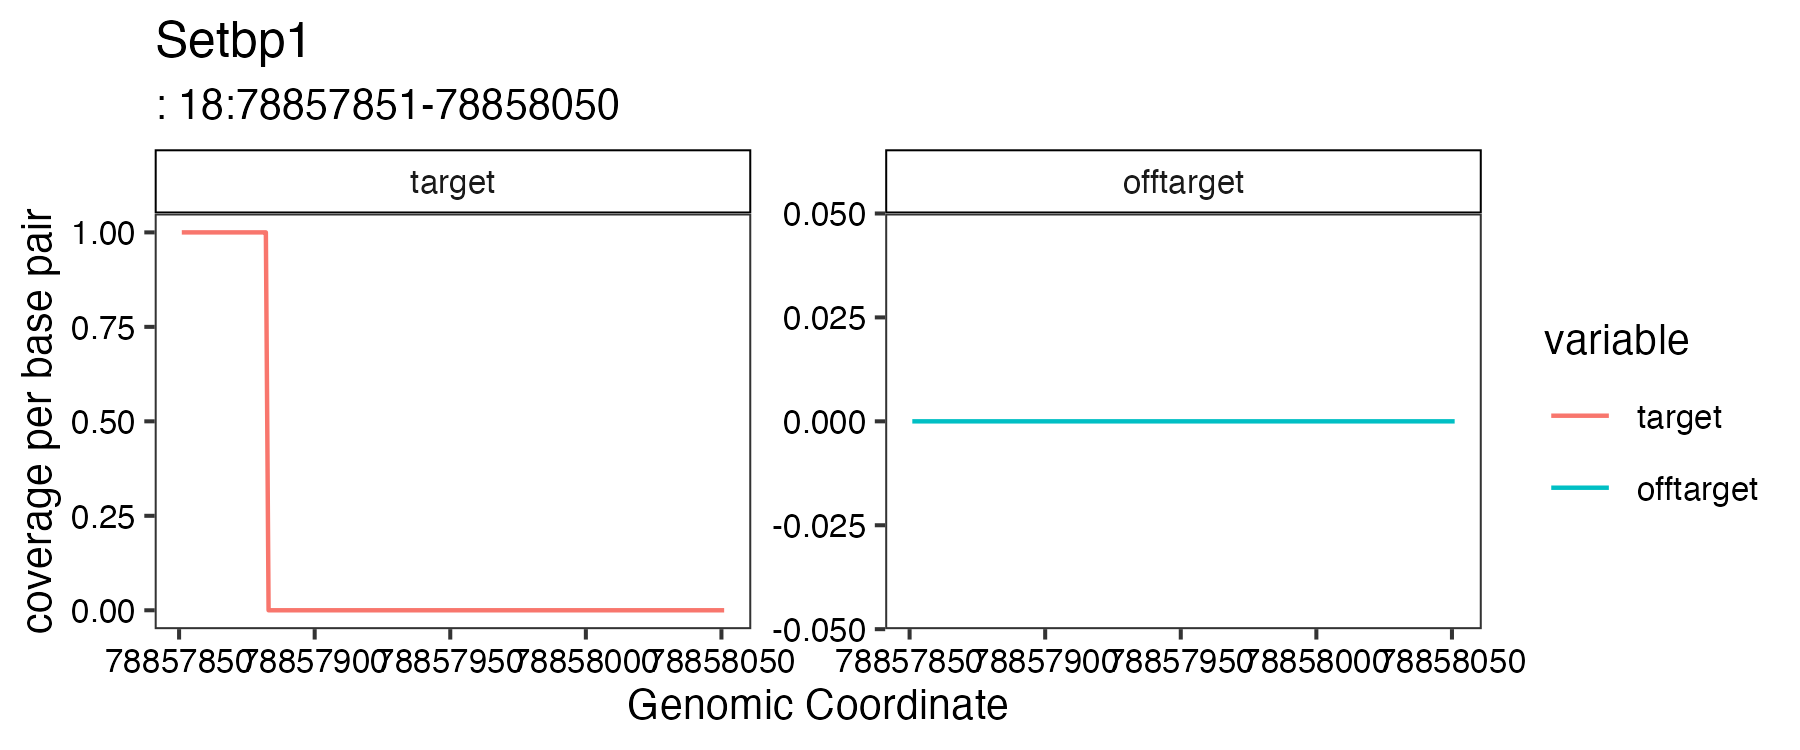 Setbp1
: 18:78857851-78858050
target
offtarget
coverage per base pair
1.00
0.75
0.50
0.25
0.00
0.050
0.025
0.000
-0.025
-0.050
78857850 78857900 78857950 78858000 78858050
78857850 78857900 78857950 78858000 78858050
Genomic Coordinate
variable
target
offtarget